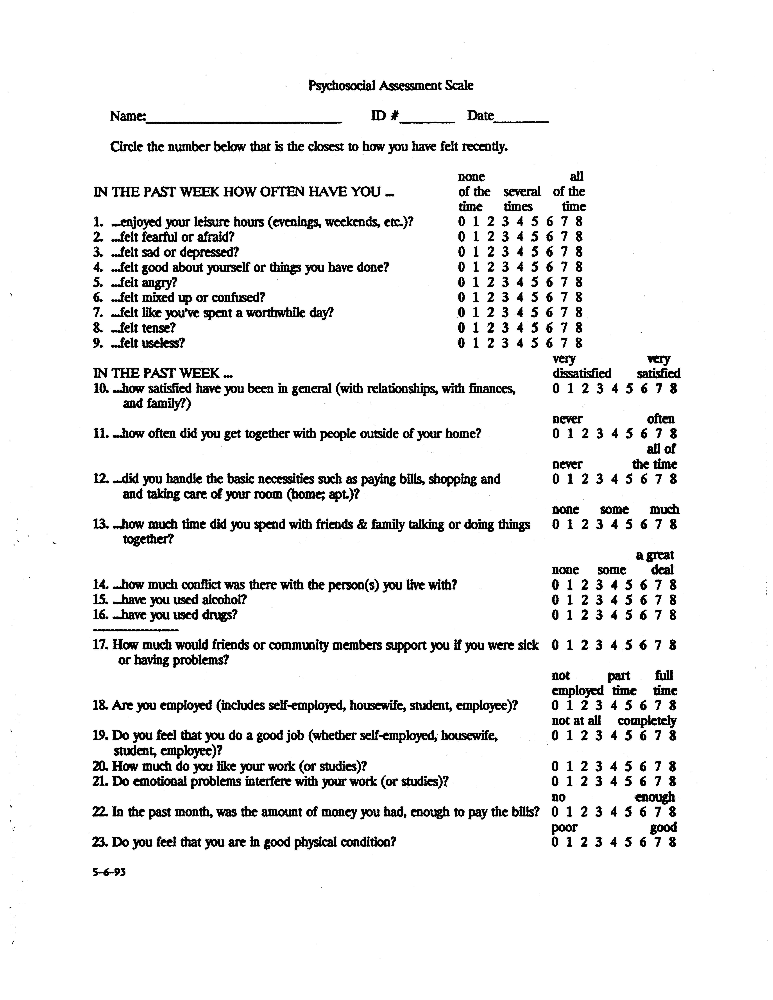 Psychosocial Assessment Scale
Name:______________________ ID #______ Date______
Circle the number below that is the closest to how you have felt recently.
none all
IN THE PAST WEEK HOW OFTEN HAVE YOU ... of the several of the
time times time
1. ...enjoyed your leisure hours (evenings, weekends, etc.)? 0 1 2 3 4 5 6 7 8
2. ...felt fearful or afraid? 0 1 2 3 4 5 6 7 8
3. ...felt sad or depressed? 0 1 2 3 4 5 6 7 8
4. ...felt good about yourself or things you have done? 0 1 2 3 4 5 6 7 8
5. ...felt angry? 0 1 2 3 4 5 6 7 8
6. ...felt mixed up or confused? 0 1 2 3 4 5 6 7 8
7. ...felt like you've spent a worthwhile day? 0 1 2 3 4 5 6 7 8
8. ...felt tense? 0 1 2 3 4 5 6 7 8
9. ...felt useless? 0 1 2 3 4 5 6 7 8
very very
IN THE PAST WEEK ... dissatisfied satisfied
10. ...how satisfied have you been in general (with relationships, with finances, 0 1 2 3 4 5 6 7 8
and family?)
never often
11. ...how often did you get together with people outside of your home? 0 1 2 3 4 5 6 7 8
all of
never the time
12. ...did you handle the basic necessities such as paying bills, shopping and 0 1 2 3 4 5 6 7 8
and taking care of your room (home; apt.)?
none some much
13. ...how much time did you spend with friends & family talking or doing things 0 1 2 3 4 5 6 7 8
together?
a great
none some deal
14. ...how much conflict was there with the person(s) you live with? 0 1 2 3 4 5 6 7 8
15. ...have you used alcohol? 0 1 2 3 4 5 6 7 8
16. ...have you used drugs? 0 1 2 3 4 5 6 7 8
17. How much would friends or community members support you if you were sick 0 1 2 3 4 5 6 7 8
or having problems?
not part full
employed time time
18. Are you employed (includes self-employed, housewife, student, employee)? 0 1 2 3 4 5 6 7 8
not at all completely
19. Do you feel that you do a good job (whether self-employed, housewife, 0 1 2 3 4 5 6 7 8
student, employee)?
20. How much do you like your work (or studies)? 0 1 2 3 4 5 6 7 8
21. Do emotional problems interfere with your work (or studies)? 0 1 2 3 4 5 6 7 8
no enough
22. In the past month, was the amount of money you had, enough to pay the bills? 0 1 2 3 4 5 6 7 8
poor good
23. Do you feel that you are in good physical condition? 0 1 2 3 4 5 6 7 8
5-6-93